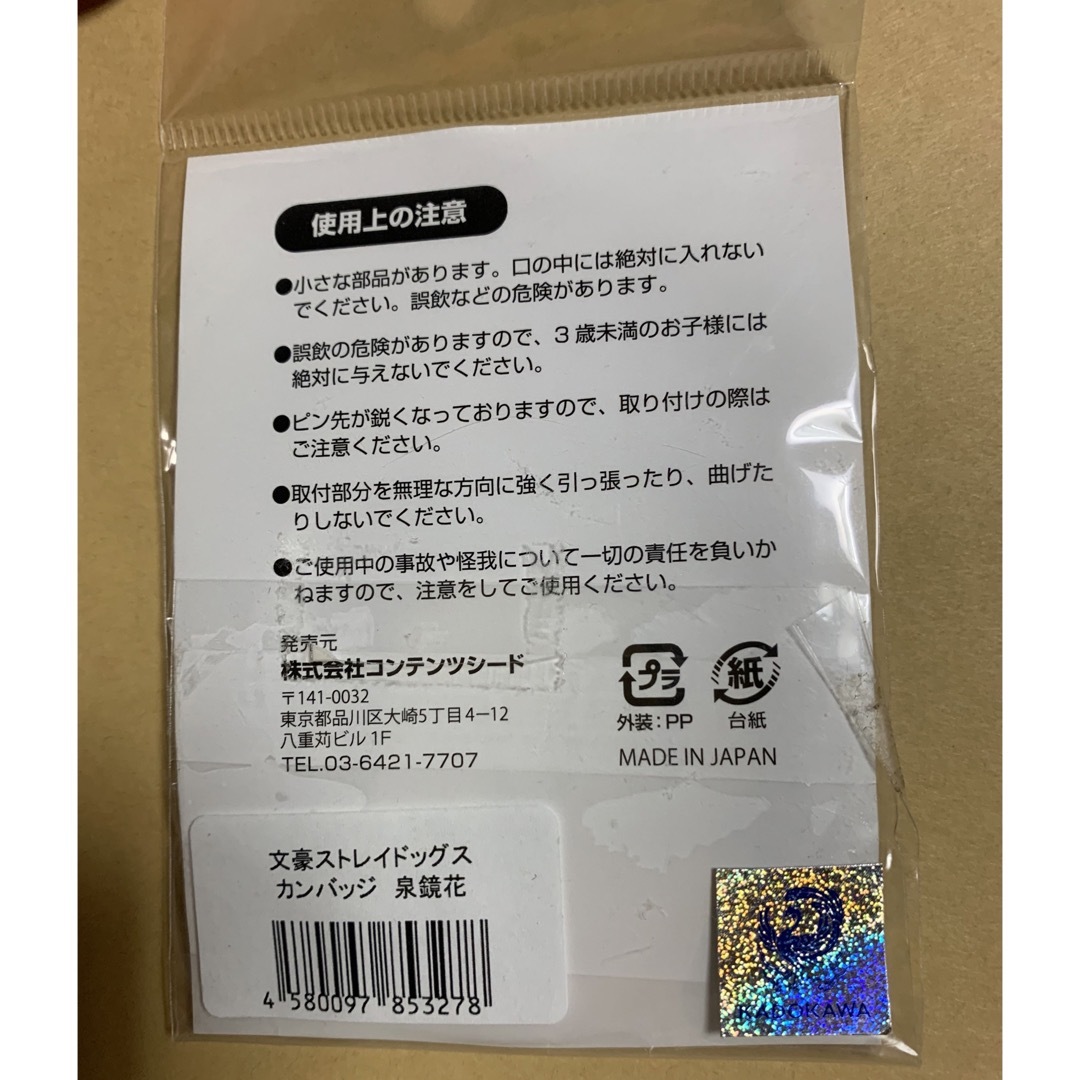 使用上の注意
●小さな部品があります。口の中には絶対に入れない
でください。誤飲などの危険があります。
●誤飲の危険がありますので、3歳未満のお子様には
絶対に与えないでください。
●ピン先が鋭くなっておりますので、取り付けの際は
ご注意ください。
●取付部分を無理な方向に強く引っ張ったり、曲げた
りしないでください。
●ご使用中の事故や怪我について一切の責任を負いか
ねますので、注意をしてご使用ください。
発売元
株式会社コンテンツシード
〒141-0032
東京都品川区大崎5丁目4-12
八重苅ビル1F
TEL.03-6421-7707
プラ
紙
外装:PP
台紙
MADE IN JAPAN
文豪ストレイドッグス
カンバッジ 泉鏡花
4 580097 853278
KADOKAWA